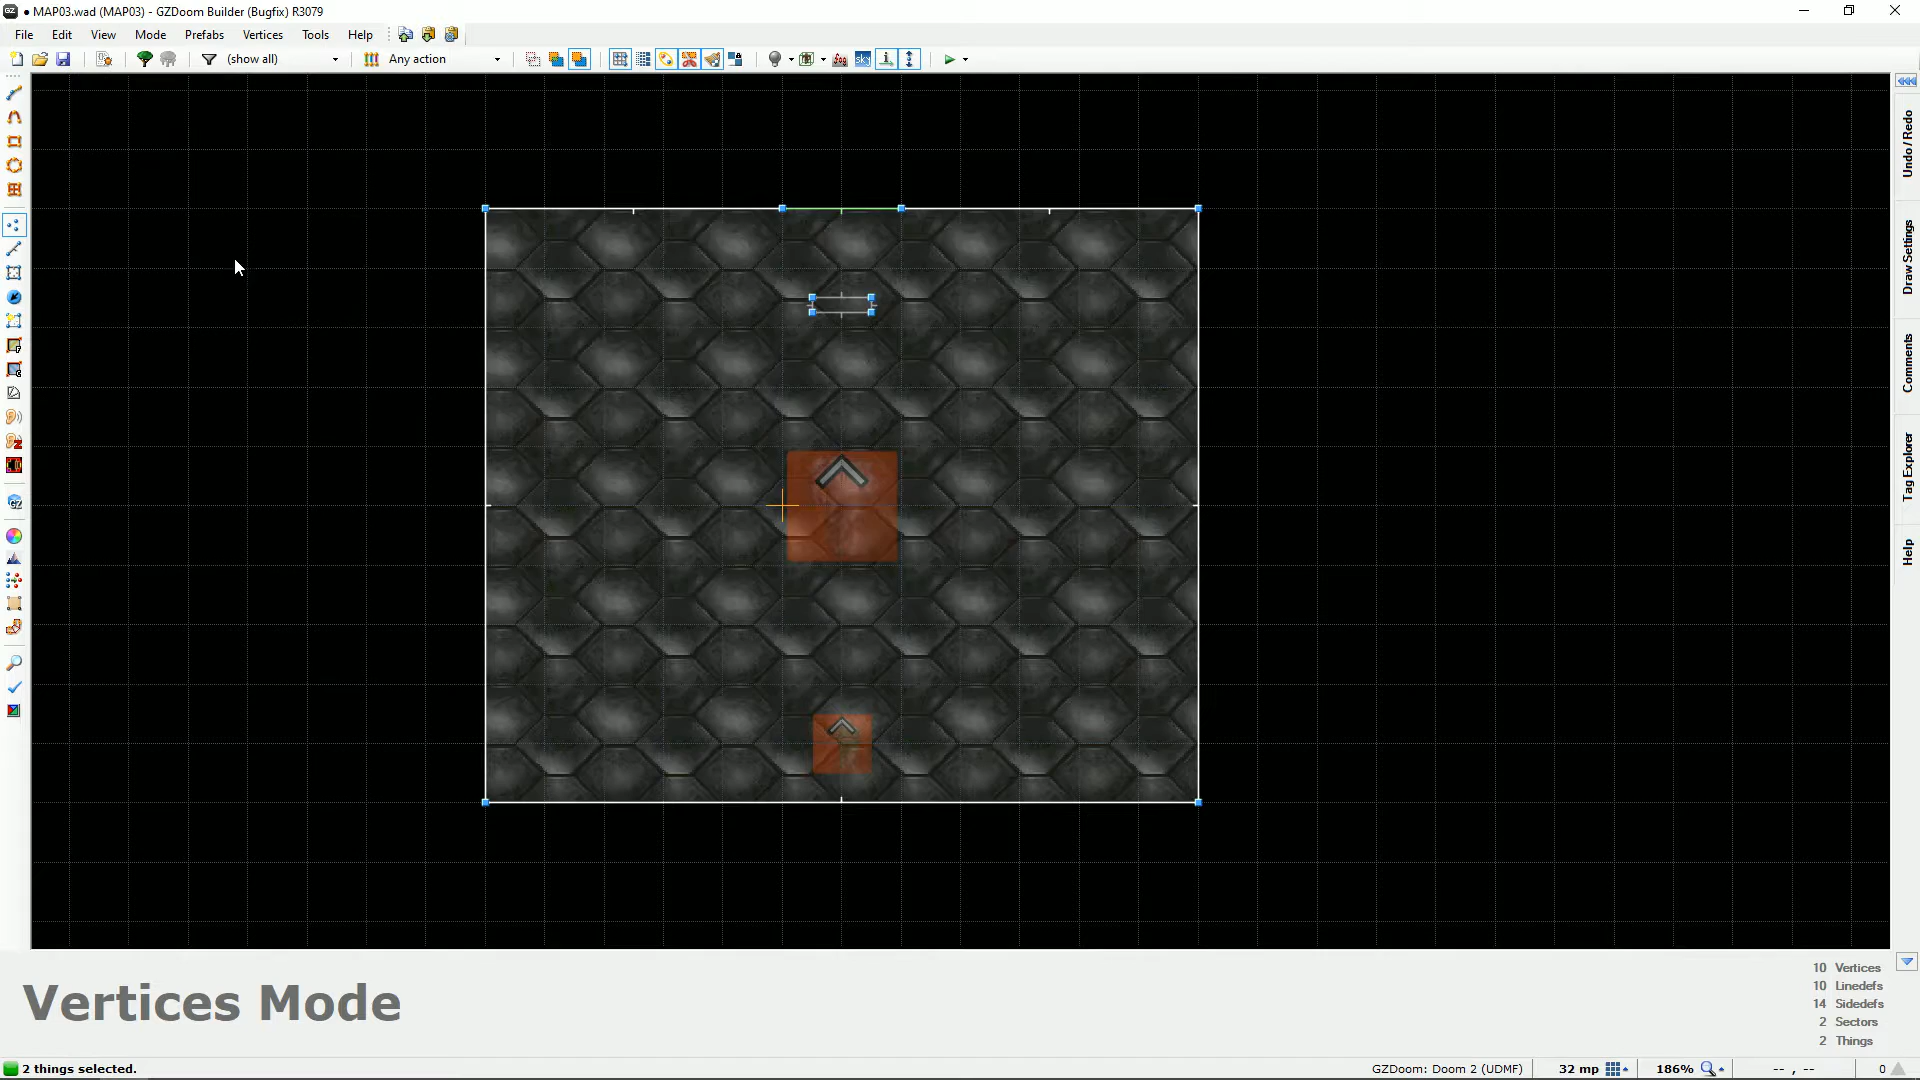 ● MAP03.wad (MAP03) - GZDoom Builder (Bugfix) R3079
File Edit View Mode Prefabs Vertices Tools Help
(show all) Any action
Undo / Redo
Draw Settings
Comments
Tag Explorer
Help
Vertices Mode
10 Vertices
10 Linedefs
14 Sidedefs
2 Sectors
2 Things
2 things selected. GZDoom: Doom 2 (UDMF) 32 mp 186% -- , -- 0